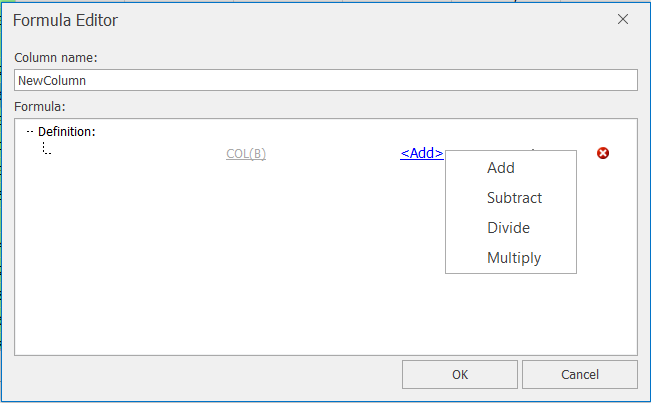 Formula Editor
Column name:
NewColumn
Formula:
Definition:
COL(B) <Add>
Add
Subtract
Divide
Multiply
OK Cancel